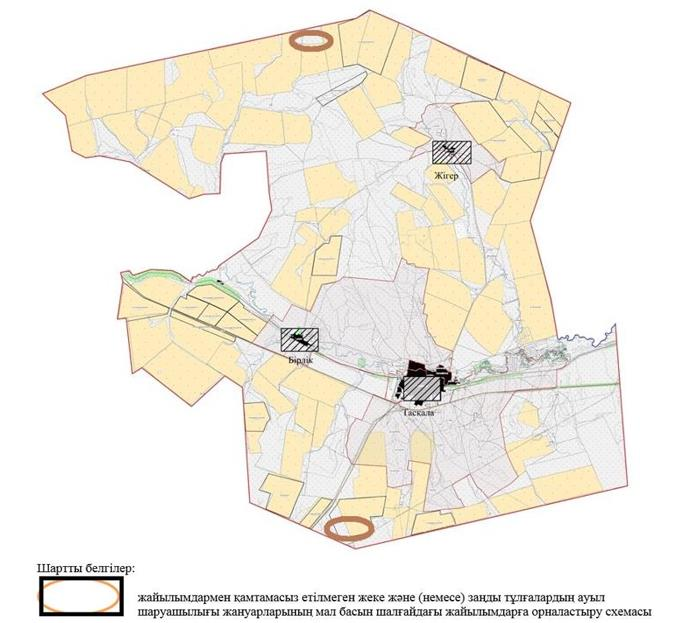 Жігер
Бірлік
Таскала
Шартты белгілер:
жайылымдармен қамтамасыз етілмеген жеке және (немесе) заңды тұлғалардың ауыл
шаруашылығы жануарларының мал басын шалғайдағы жайылымдарға орналастыру схемасы